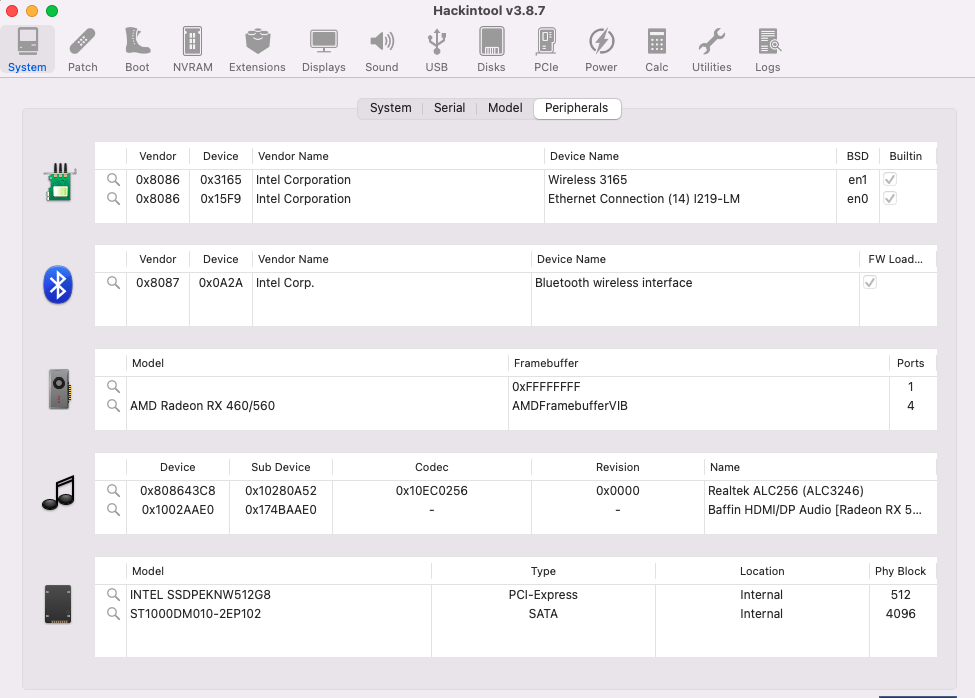 Hackintool v3.8.7
System Patch Boot NVRAM Extensions Displays Sound USB Disks PCIe Power Calc Utilities Logs
System Serial Model Peripherals
Vendor Device Vendor Name Device Name BSD Builtin
0x8086 0x3165 Intel Corporation Wireless 3165 en1
0x8086 0x15F9 Intel Corporation Ethernet Connection (14) I219-LM en0
Vendor Device Vendor Name Device Name FW Load...
0x8087 0x0A2A Intel Corp. Bluetooth wireless interface
Model Framebuffer Ports
0xFFFFFFFF 1
AMD Radeon RX 460/560 AMDFramebufferVIB 4
Device Sub Device Codec Revision Name
0x808643C8 0x10280A52 0x10EC0256 0x0000 Realtek ALC256 (ALC3246)
0x1002AAE0 0x174BAAE0 - - Baffin HDMI/DP Audio [Radeon RX 5...
Model Type Location Phy Block
INTEL SSDPEKNW512G8 PCI-Express Internal 512
ST1000DM010-2EP102 SATA Internal 4096